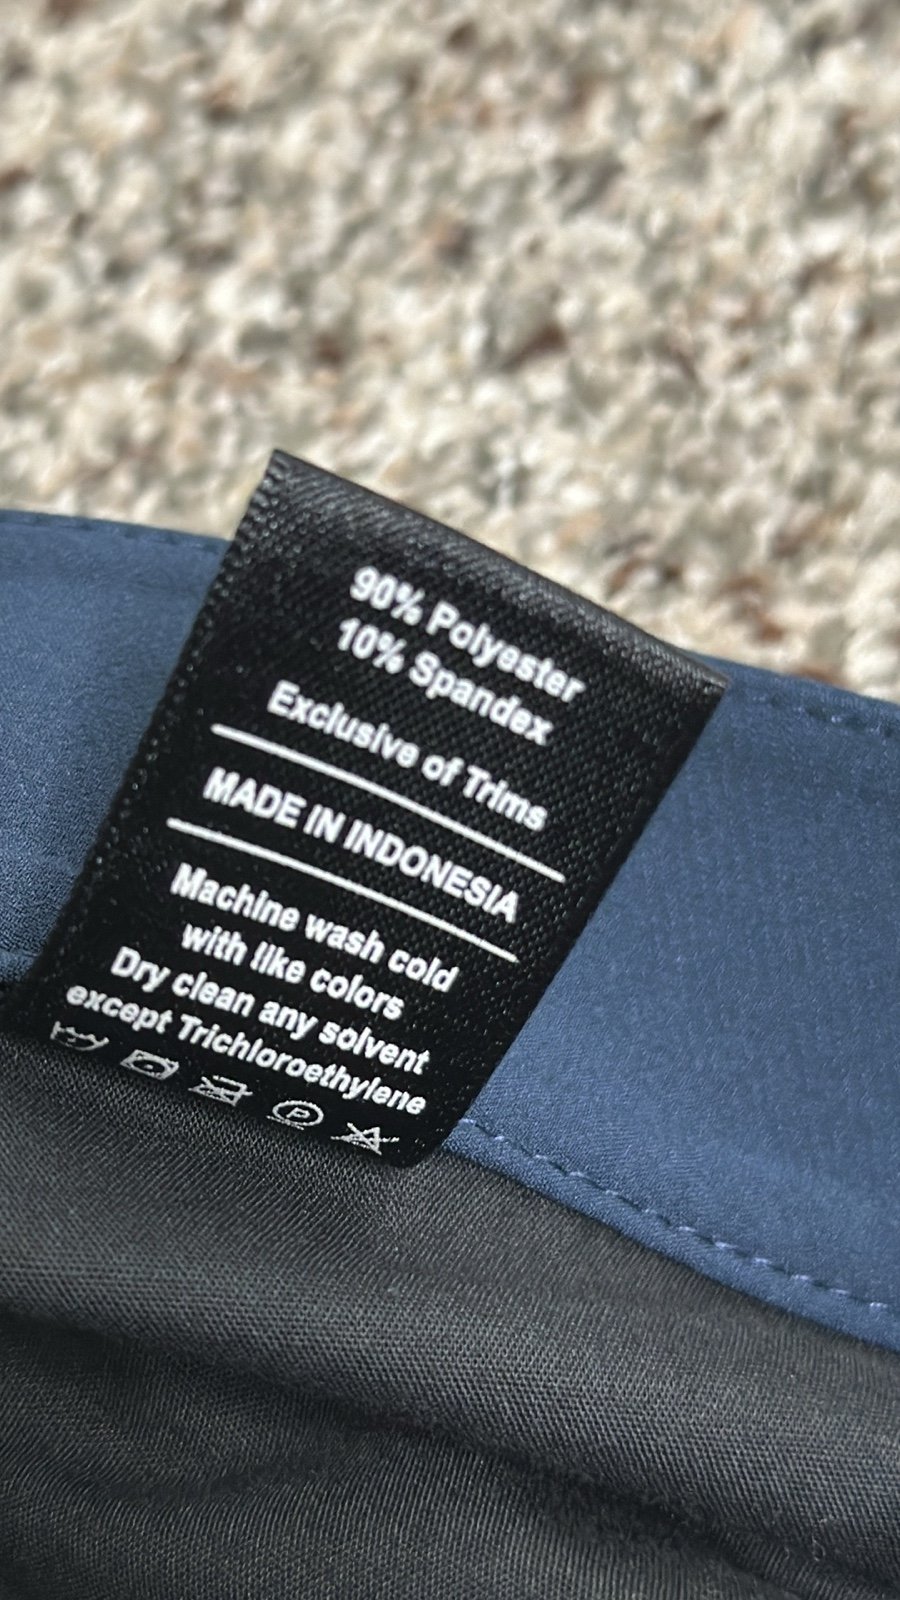 90% Polyester
10% Spandex
Exclusive of Trims
MADE IN INDONESIA
Machine wash cold
with like colors
Dry clean any solvent
except Trichloroethylene
P